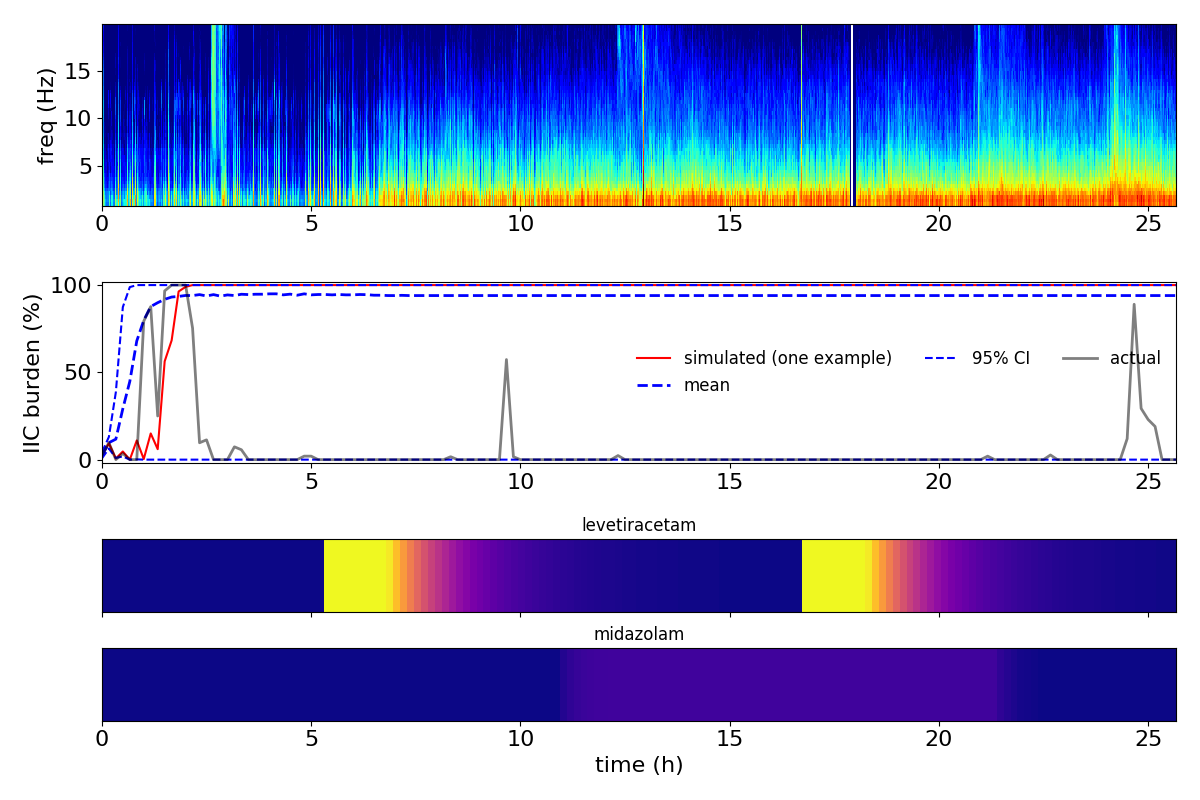 freq (Hz)
15
10
5
0 5 10 15 20 25
IIC burden (%)
100
50
0
simulated (one example) 95% CI actual
mean
0 5 10 15 20 25
levetiracetam
midazolam
0 5 10 15 20 25
time (h)